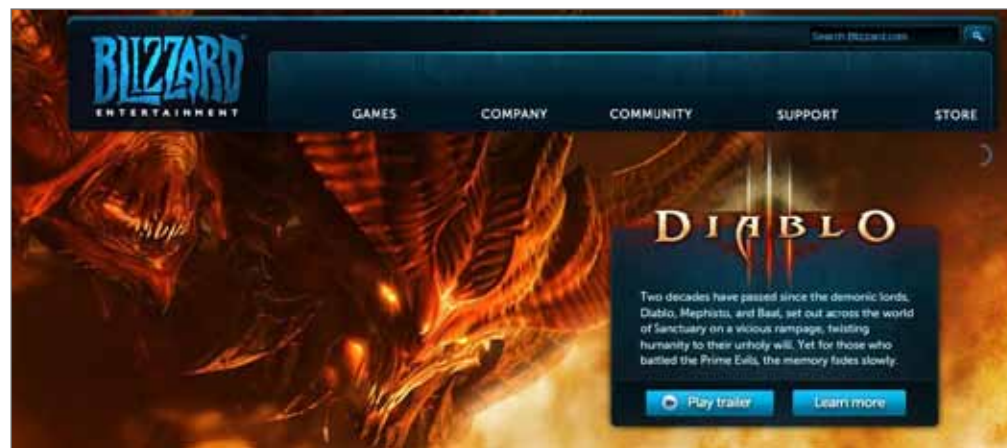 Search Blizzard.com
BLIZZARD
ENTERTAINMENT
GAMES COMPANY COMMUNITY SUPPORT STORE
DIABLO
III
Two decades have passed since the demonic lords,
Diablo, Mephisto, and Baal, set out across the world
of Sanctuary on a vicious rampage, twisting
humanity to their unholy will. Yet for those who
battled the Prime Evils, the memory fades slowly.
Play trailer Learn more